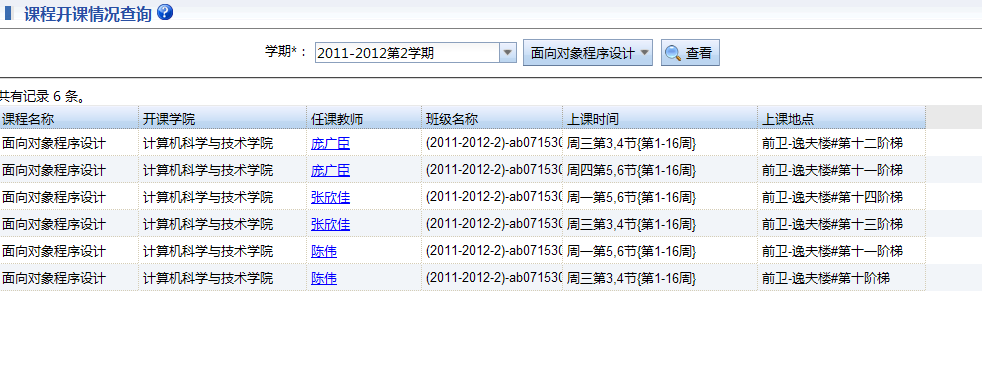 课程开课情况查询
学期*： 2011-2012第2学期 面向对象程序设计 查看
共有记录 6 条。
课程名称 开课学院 任课教师 班级名称 上课时间 上课地点
面向对象程序设计 计算机科学与技术学院 庞广臣 (2011-2012-2)-ab071530 周三第3,4节{第1-16周} 前卫-逸夫楼#第十二阶梯
面向对象程序设计 计算机科学与技术学院 庞广臣 (2011-2012-2)-ab071530 周四第5,6节{第1-16周} 前卫-逸夫楼#第十一阶梯
面向对象程序设计 计算机科学与技术学院 张欣佳 (2011-2012-2)-ab071530 周一第5,6节{第1-16周} 前卫-逸夫楼#第十四阶梯
面向对象程序设计 计算机科学与技术学院 张欣佳 (2011-2012-2)-ab071530 周三第3,4节{第1-16周} 前卫-逸夫楼#第十三阶梯
面向对象程序设计 计算机科学与技术学院 陈伟 (2011-2012-2)-ab071530 周一第5,6节{第1-16周} 前卫-逸夫楼#第十一阶梯
面向对象程序设计 计算机科学与技术学院 陈伟 (2011-2012-2)-ab071530 周三第3,4节{第1-16周} 前卫-逸夫楼#第十阶梯